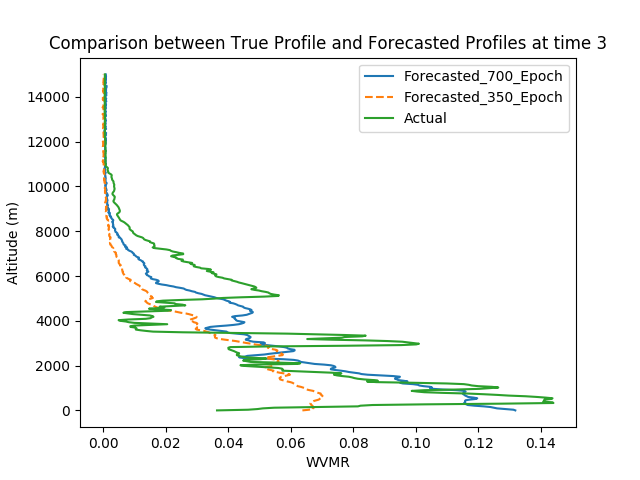 Comparison between True Profile and Forecasted Profiles at time 3
Forecasted_700_Epoch
Forecasted_350_Epoch
Actual
Altitude (m)
14000
12000
10000
8000
6000
4000
2000
0
0.00 0.02 0.04 0.06 0.08 0.10 0.12 0.14
WVMR